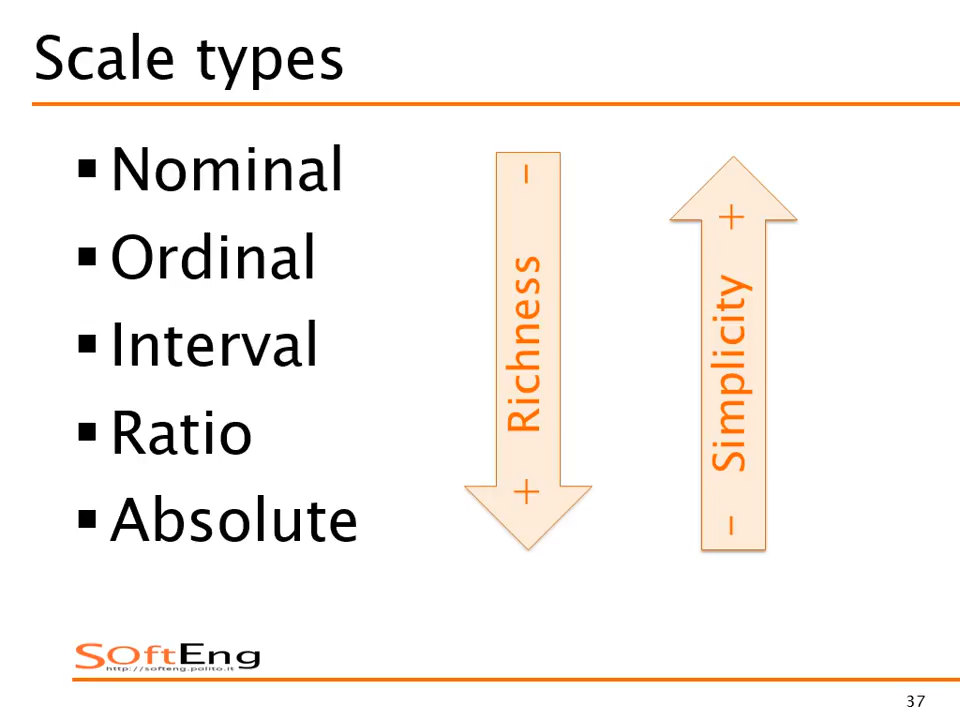 Scale types
▪ Nominal
▪ Ordinal
▪ Interval
▪ Ratio
▪ Absolute
+ Richness -
- Simplicity +
SOftEng
http://softeng.polito.it
37